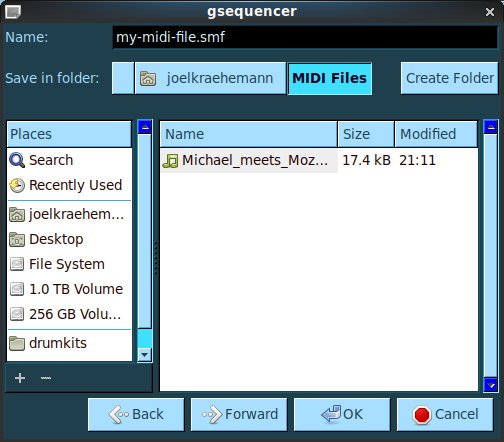 gsequencer
Name: my-midi-file.smf
Save in folder: joelkraehemann MIDI Files Create Folder
Places Name Size Modified
Search Michael_meets_Moz... 17.4 kB 21:11
Recently Used
joelkraehem...
Desktop
File System
1.0 TB Volume
256 GB Volu...
drumkits
Back Forward OK Cancel